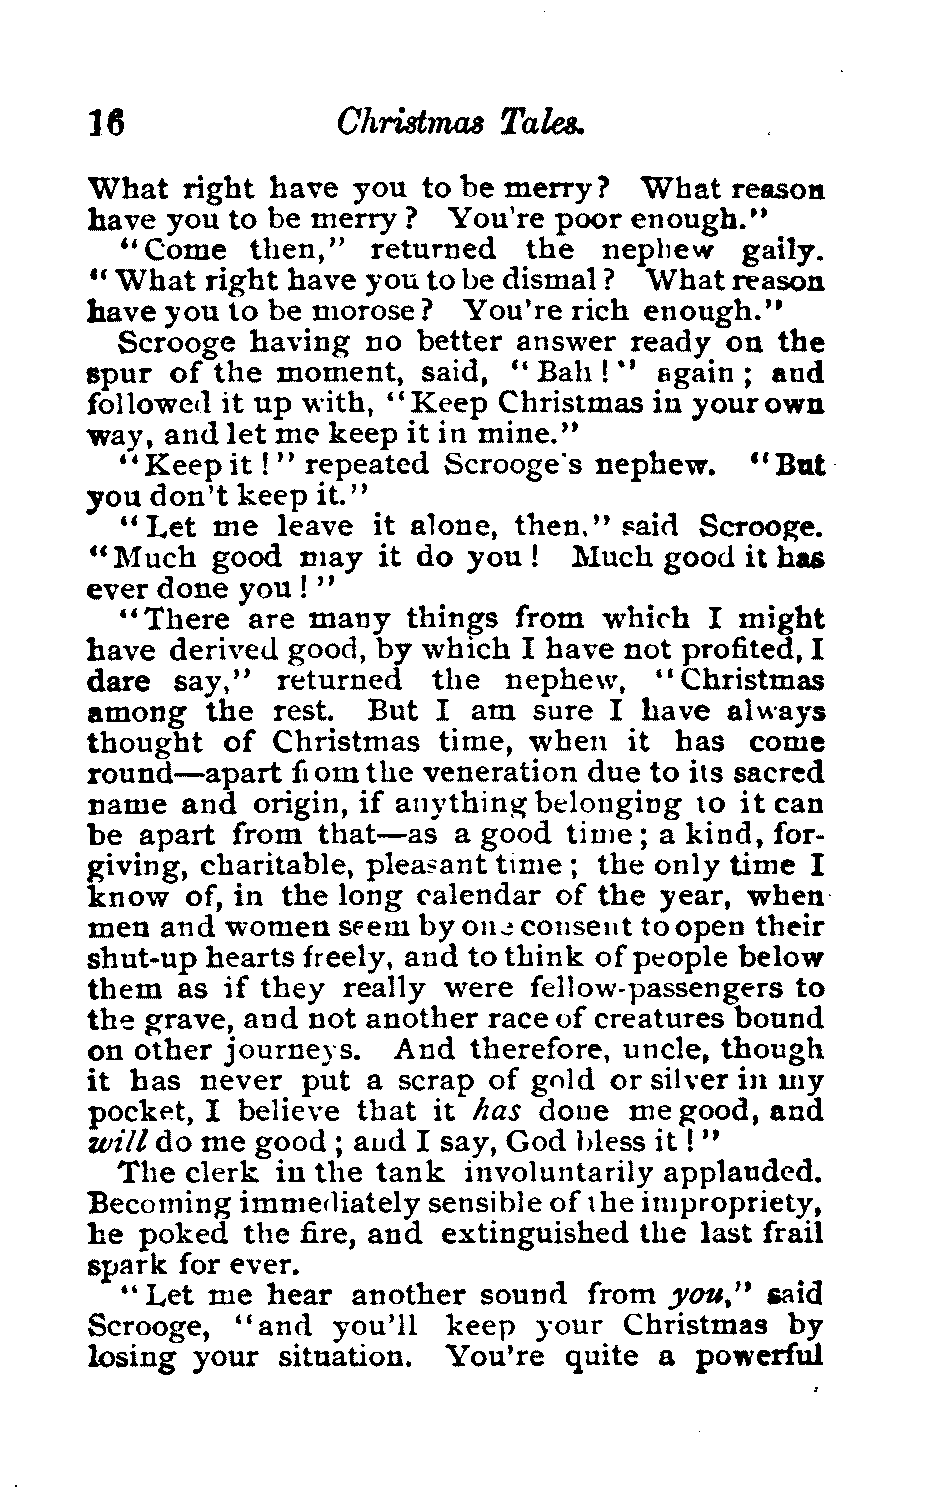 16 Christmas Tales.
What right have you to be merry? What reason
have you to be merry? You're poor enough."
"Come then," returned the nephew gaily.
"What right have you to be dismal? What reason
have you to be morose? You're rich enough."
Scrooge having no better answer ready on the
spur of the moment, said, "Bah!" again; and
followed it up with, "Keep Christmas in your own
way, and let me keep it in mine."
"Keep it!" repeated Scrooge's nephew. "But
you don't keep it."
"Let me leave it alone, then," said Scrooge.
"Much good may it do you! Much good it has
ever done you!"
"There are many things from which I might
have derived good, by which I have not profited, I
dare say," returned the nephew, "Christmas
among the rest. But I am sure I have always
thought of Christmas time, when it has come
round—apart from the veneration due to its sacred
name and origin, if anything belonging to it can
be apart from that—as a good time; a kind, for-
giving, charitable, pleasant time; the only time I
know of, in the long calendar of the year, when
men and women seem by one consent to open their
shut-up hearts freely, and to think of people below
them as if they really were fellow-passengers to
the grave, and not another race of creatures bound
on other journeys. And therefore, uncle, though
it has never put a scrap of gold or silver in my
pocket, I believe that it has done me good, and
will do me good; and I say, God bless it!"
The clerk in the tank involuntarily applauded.
Becoming immediately sensible of the impropriety,
he poked the fire, and extinguished the last frail
spark for ever.
"Let me hear another sound from you," said
Scrooge, "and you'll keep your Christmas by
losing your situation. You're quite a powerful